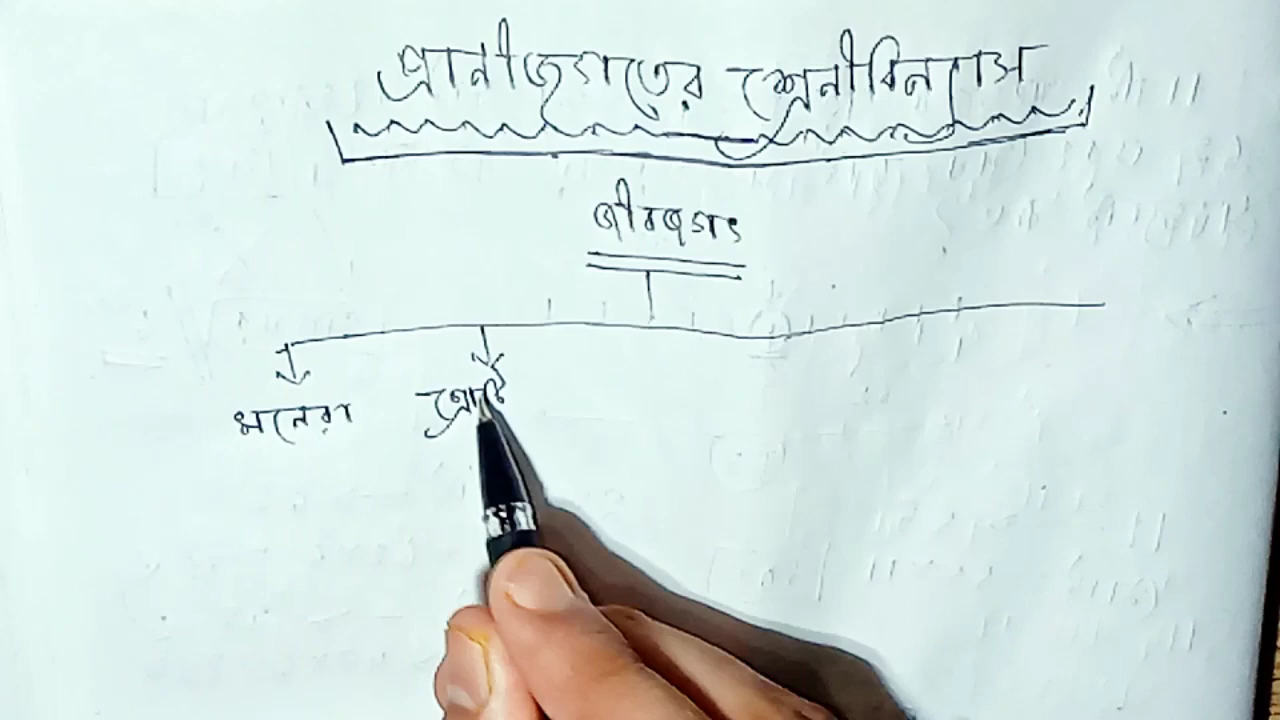 প্রানীজগতের শ্রেনীবিন্যাস
জীবজগৎ
মনেরা প্রোটি